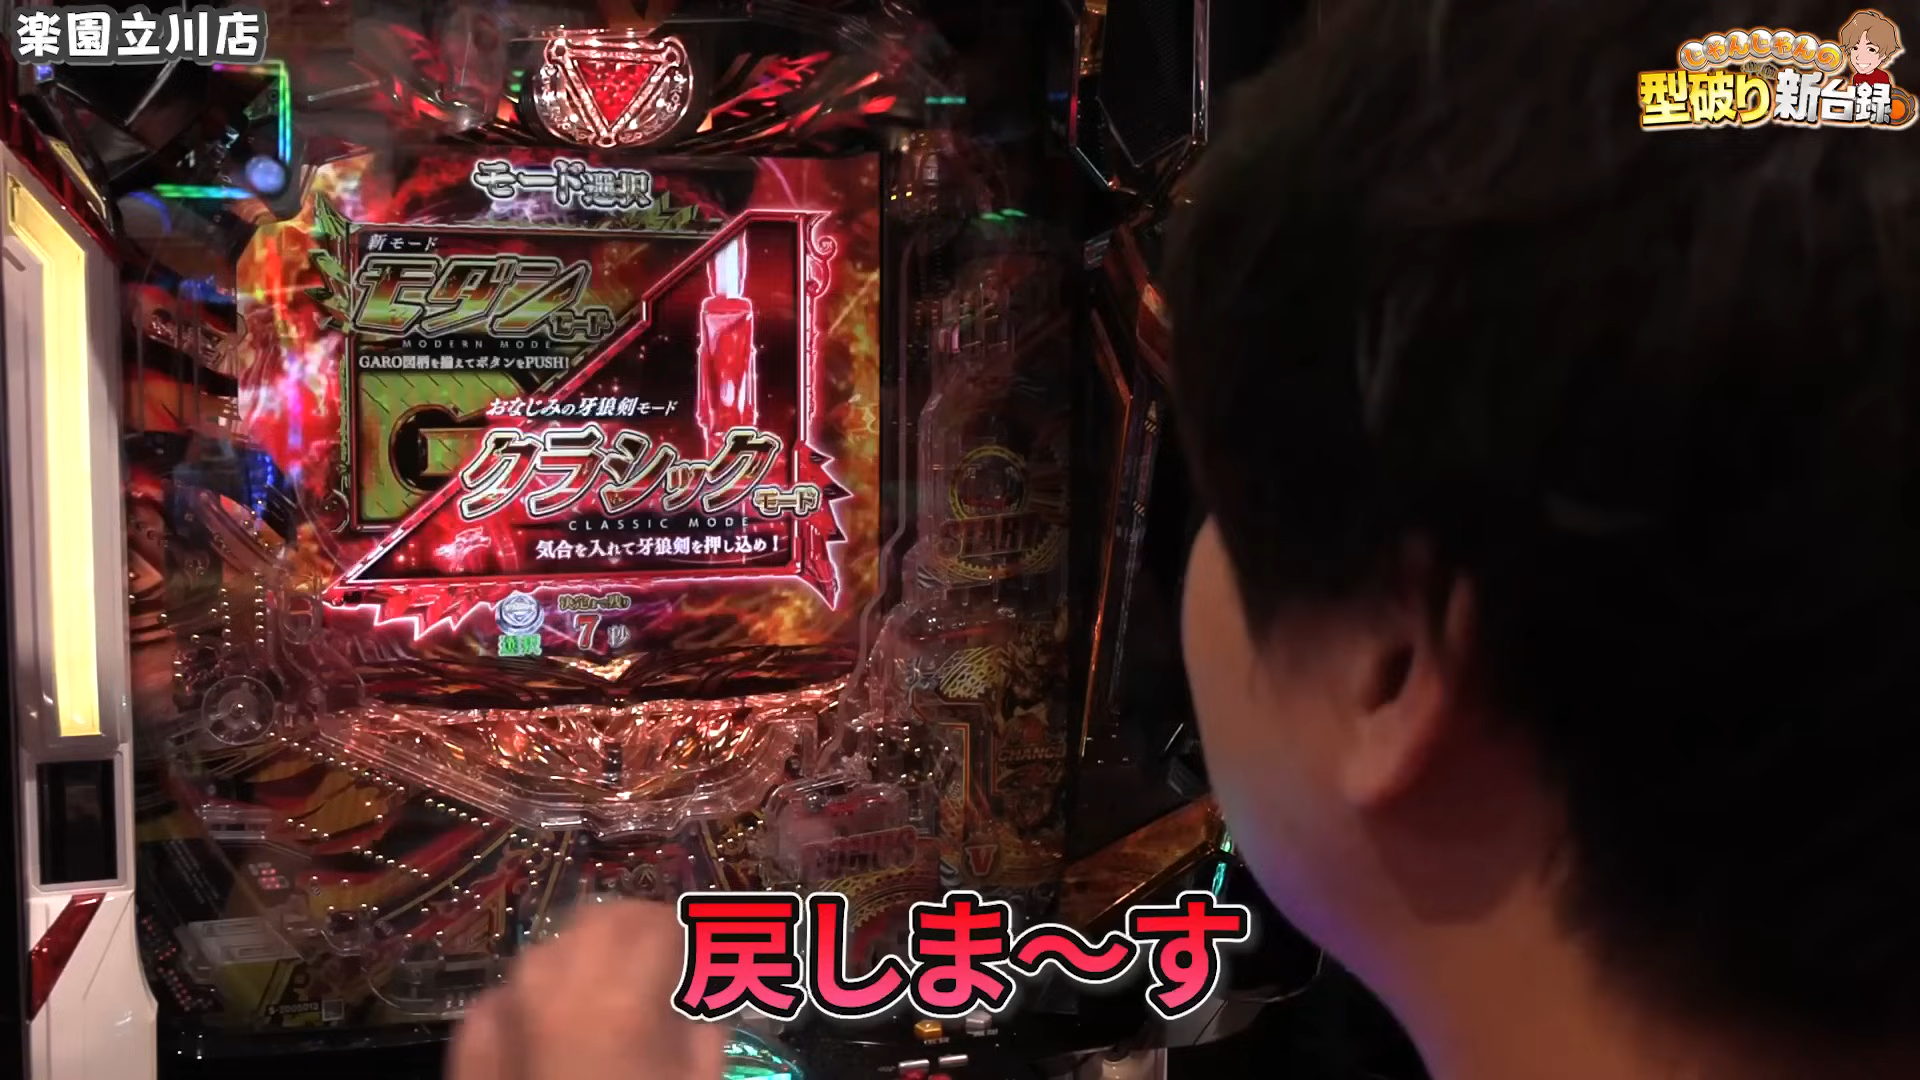 楽園立川店
じゃんじゃんの
型破り新台録
モード選択
新モード
モダンモード
MODERN MODE
GARO図柄を揃えてボタンをPUSH!
おなじみの牙狼剣モード
クラシックモード
CLASSIC MODE
気合を入れて牙狼剣を押し込め!
決定まで残り
選択
7秒
START
CHANCE
BONUS
V
戻しま～す